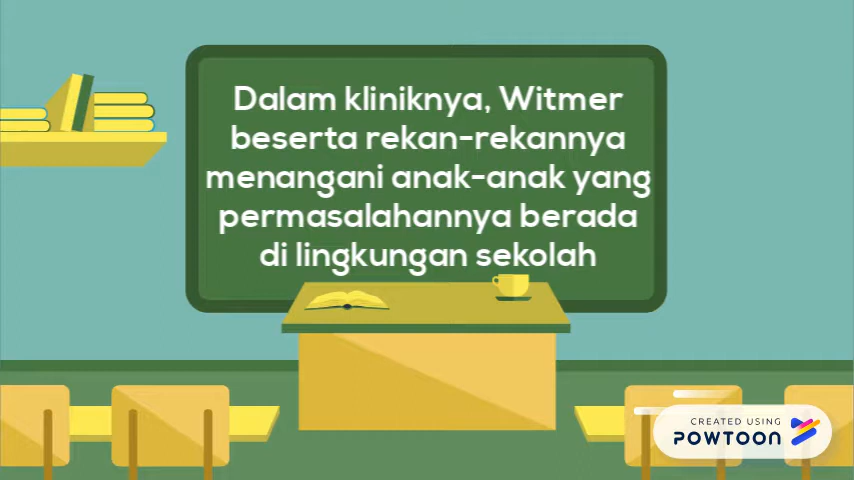 Dalam kliniknya, Witmer
beserta rekan-rekannya
menangani anak-anak yang
permasalahannya berada
di lingkungan sekolah
CREATED USING
POWTOON